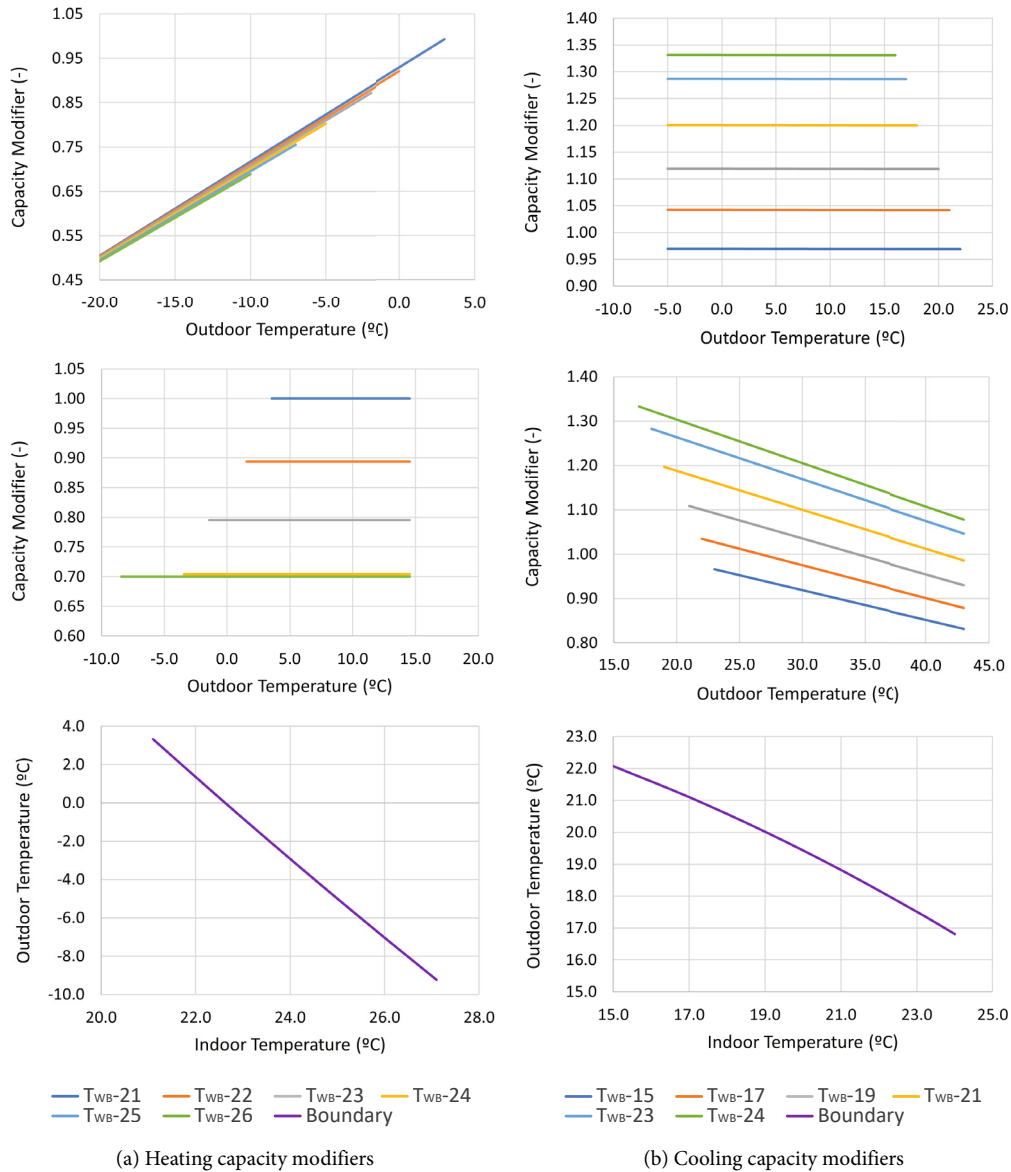 1.05
0.95
0.85
0.75
0.65
0.55
0.45
Capacity Modifier (-)
-20.0 -15.0 -10.0 -5.0 0.0 5.0
Outdoor Temperature (ºC)
1.40
1.35
1.30
1.25
1.20
1.15
1.10
1.05
1.00
0.95
0.90
Capacity Modifier (-)
-10.0 -5.0 0.0 5.0 10.0 15.0 20.0 25.0
Outdoor Temperature (ºC)
1.05
1.00
0.95
0.90
0.85
0.80
0.75
0.70
0.65
0.60
Capacity Modifier (-)
-10.0 -5.0 0.0 5.0 10.0 15.0 20.0
Outdoor Temperature (ºC)
1.40
1.30
1.20
1.10
1.00
0.90
0.80
Capacity Modifier (-)
15.0 20.0 25.0 30.0 35.0 40.0 45.0
Outdoor Temperature (ºC)
4.0
2.0
0.0
-2.0
-4.0
-6.0
-8.0
-10.0
Outdoor Temperature (ºC)
20.0 22.0 24.0 26.0 28.0
Indoor Temperature (ºC)
23.0
22.0
21.0
20.0
19.0
18.0
17.0
16.0
15.0
Outdoor Temperature (ºC)
15.0 17.0 19.0 21.0 23.0 25.0
Indoor Temperature (ºC)
TWB-21 TWB-22 TWB-23 TWB-24
TWB-25 TWB-26 Boundary
TWB-15 TWB-17 TWB-19 TWB-21
TWB-23 TWB-24 Boundary
(a) Heating capacity modifiers
(b) Cooling capacity modifiers